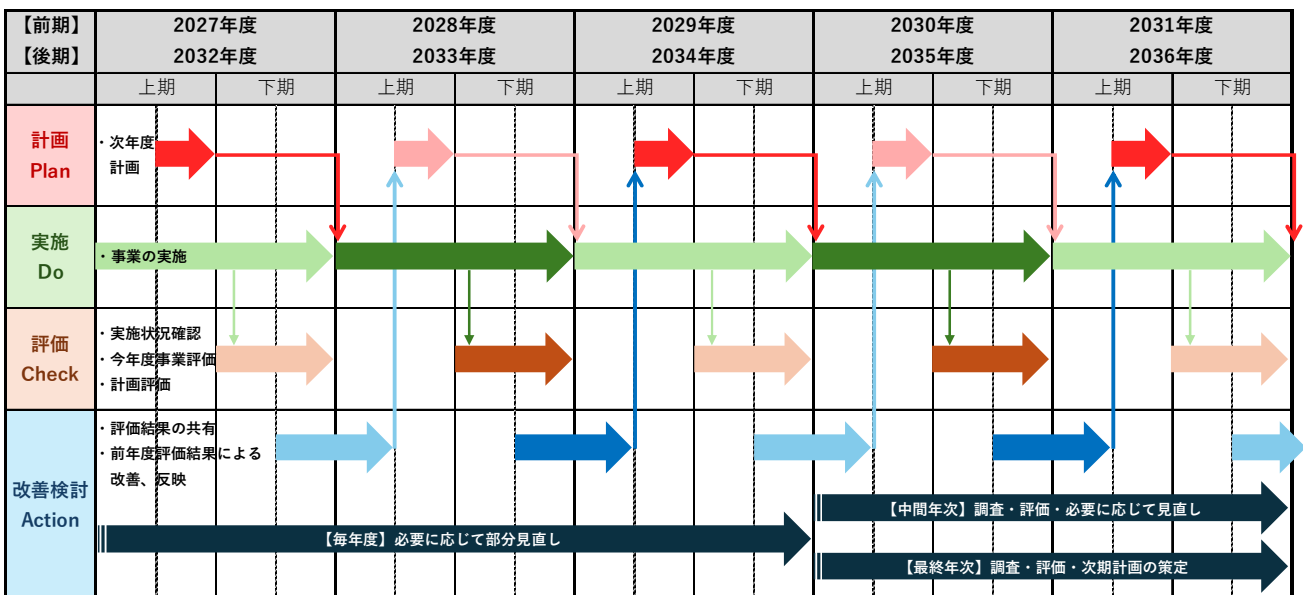 【前期】
2027年度
2028年度
2029年度
2030年度
2031年度
【後期】
2032年度
2033年度
2034年度
2035年度
2036年度
上期
下期
上期
下期
上期
下期
上期
下期
上期
下期
計画
Plan
・次年度
計画
実施
Do
・事業の実施
評価
Check
・実施状況確認
・今年度事業評価
・計画評価
改善検討
Action
・評価結果の共有
・前年度評価結果による
改善、反映
【中間年次】調査・評価・必要に応じて見直し
【毎年度】必要に応じて部分見直し
【最終年次】調査・評価・次期計画の策定